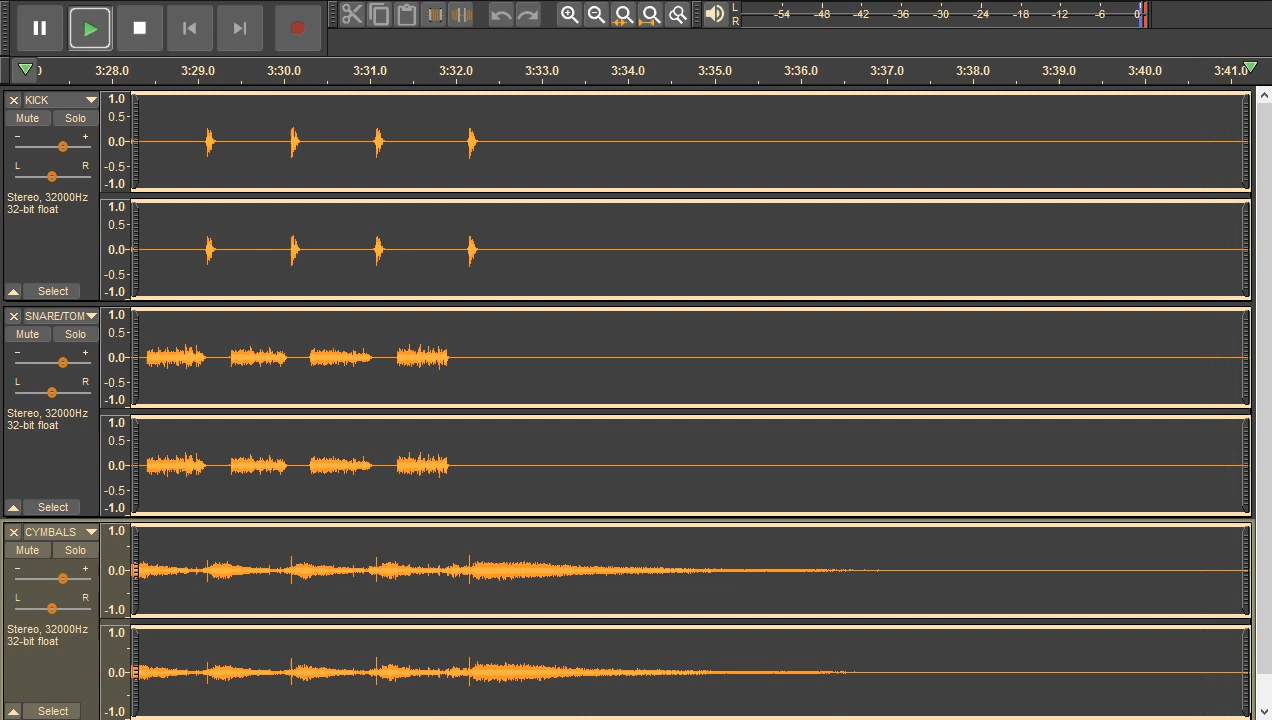 L
R
-54 -48 -42 -36 -30 -24 -18 -12 -6 0
3:28.0 3:29.0 3:30.0 3:31.0 3:32.0 3:33.0 3:34.0 3:35.0 3:36.0 3:37.0 3:38.0 3:39.0 3:40.0 3:41.0
KICK
Mute Solo
- +
L R
Stereo, 32000Hz
32-bit float
Select
1.0
0.5-
0.0-
-0.5-
-1.0
1.0
0.5-
0.0-
-0.5-
-1.0
SNARE/TOM
Mute Solo
- +
L R
Stereo, 32000Hz
32-bit float
Select
1.0
0.5-
0.0-
-0.5-
-1.0
1.0
0.5-
0.0-
-0.5-
-1.0
CYMBALS
Mute Solo
- +
L R
Stereo, 32000Hz
32-bit float
Select
1.0
0.0-
-1.0
1.0
0.0-
-1.0